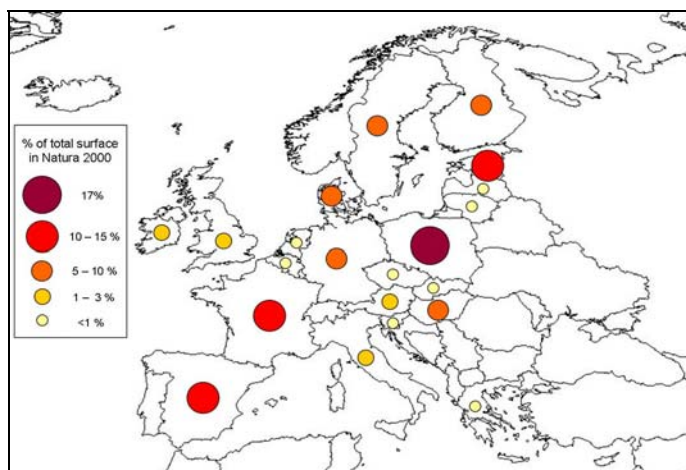 % of total surface
in Natura 2000
17%
10 – 15 %
5 – 10 %
1 – 3 %
<1 %